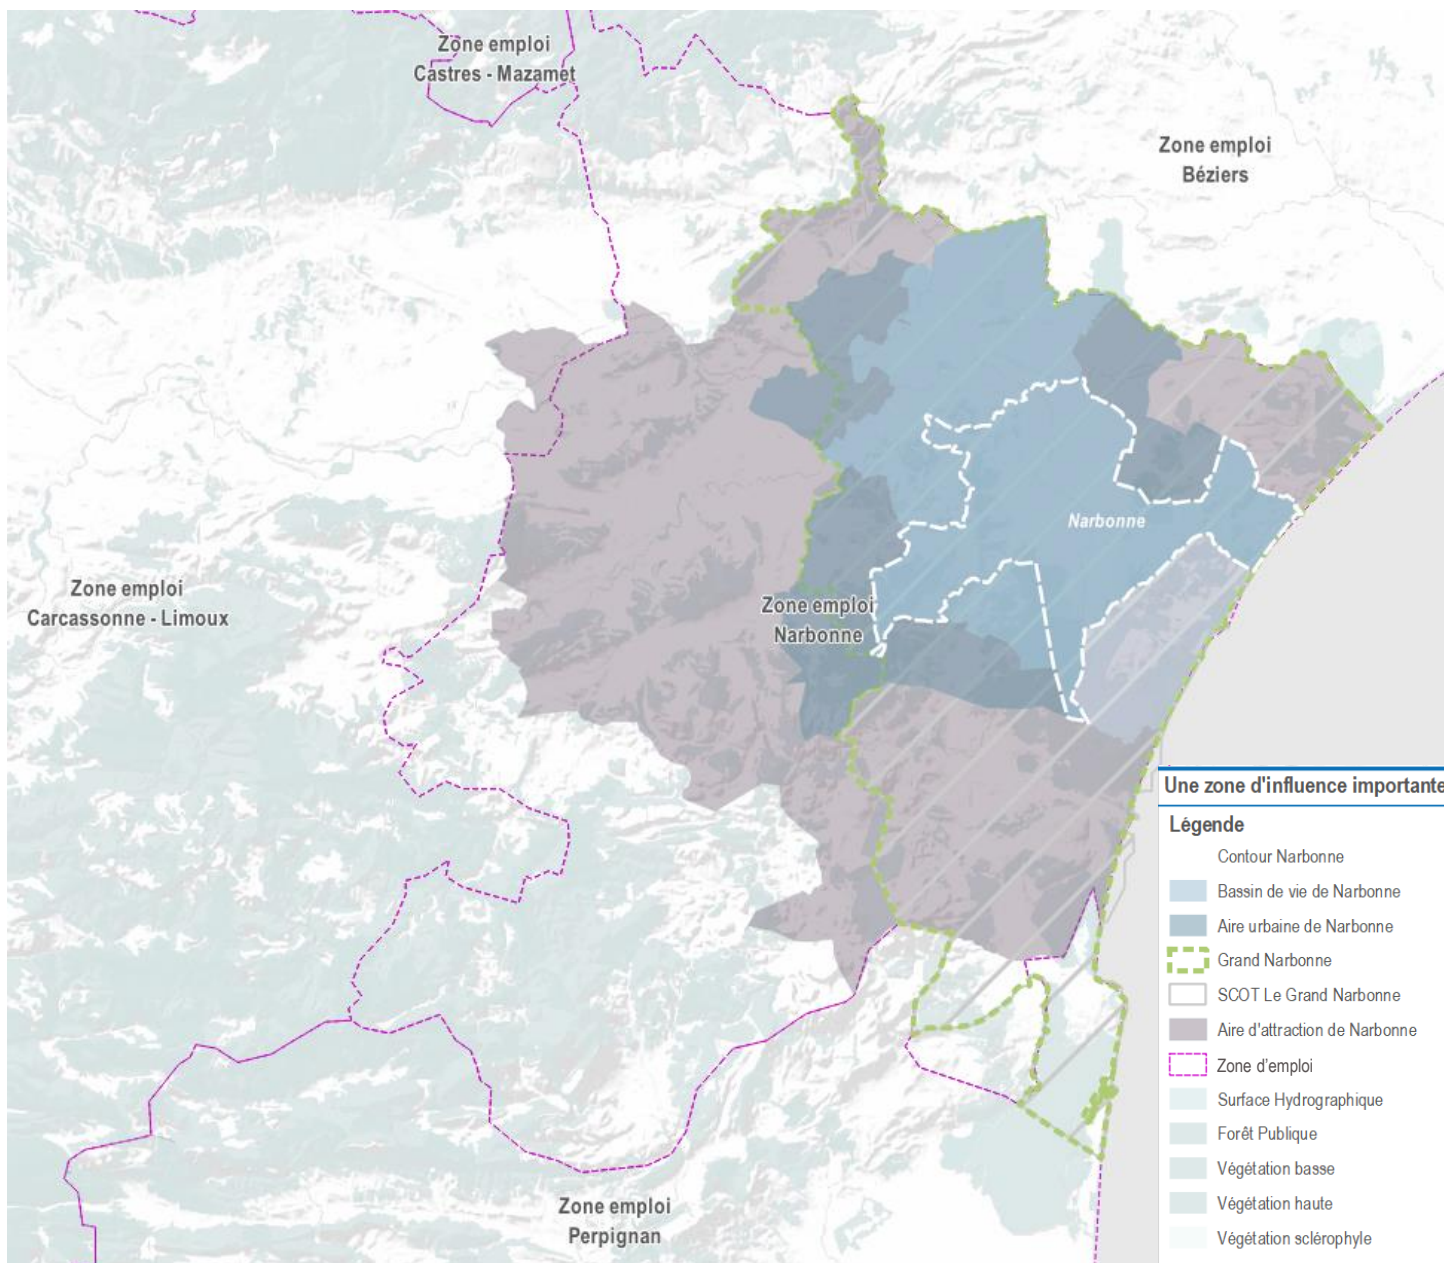 Zone emploi
Castres - Mazamet
Zone emploi
Béziers
Narbonne
Zone emploi
Carcassonne - Limoux
Zone emploi
Narbonne
Zone emploi
Perpignan
Une zone d'influence importante
Légende
Contour Narbonne
Bassin de vie de Narbonne
Aire urbaine de Narbonne
Grand Narbonne
SCOT Le Grand Narbonne
Aire d'attraction de Narbonne
Zone d'emploi
Surface Hydrographique
Forêt Publique
Végétation basse
Végétation haute
Végétation sclérophyle